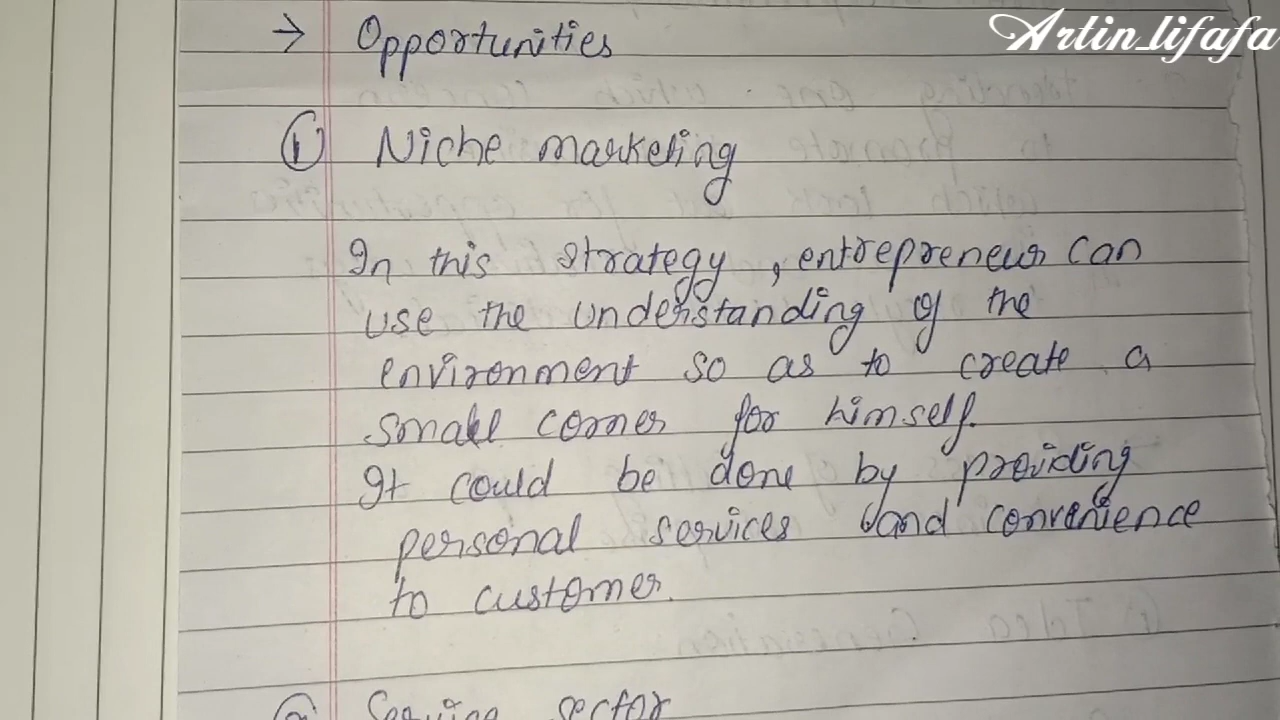 Artin_lifafa
→ Opportunities
① Niche marketing
In this strategy, entrepreneur can
use the understanding of the
environment so as to create a
small corner for himself.
It could be done by providing
personal services and convenience
to customer.
② Service sector